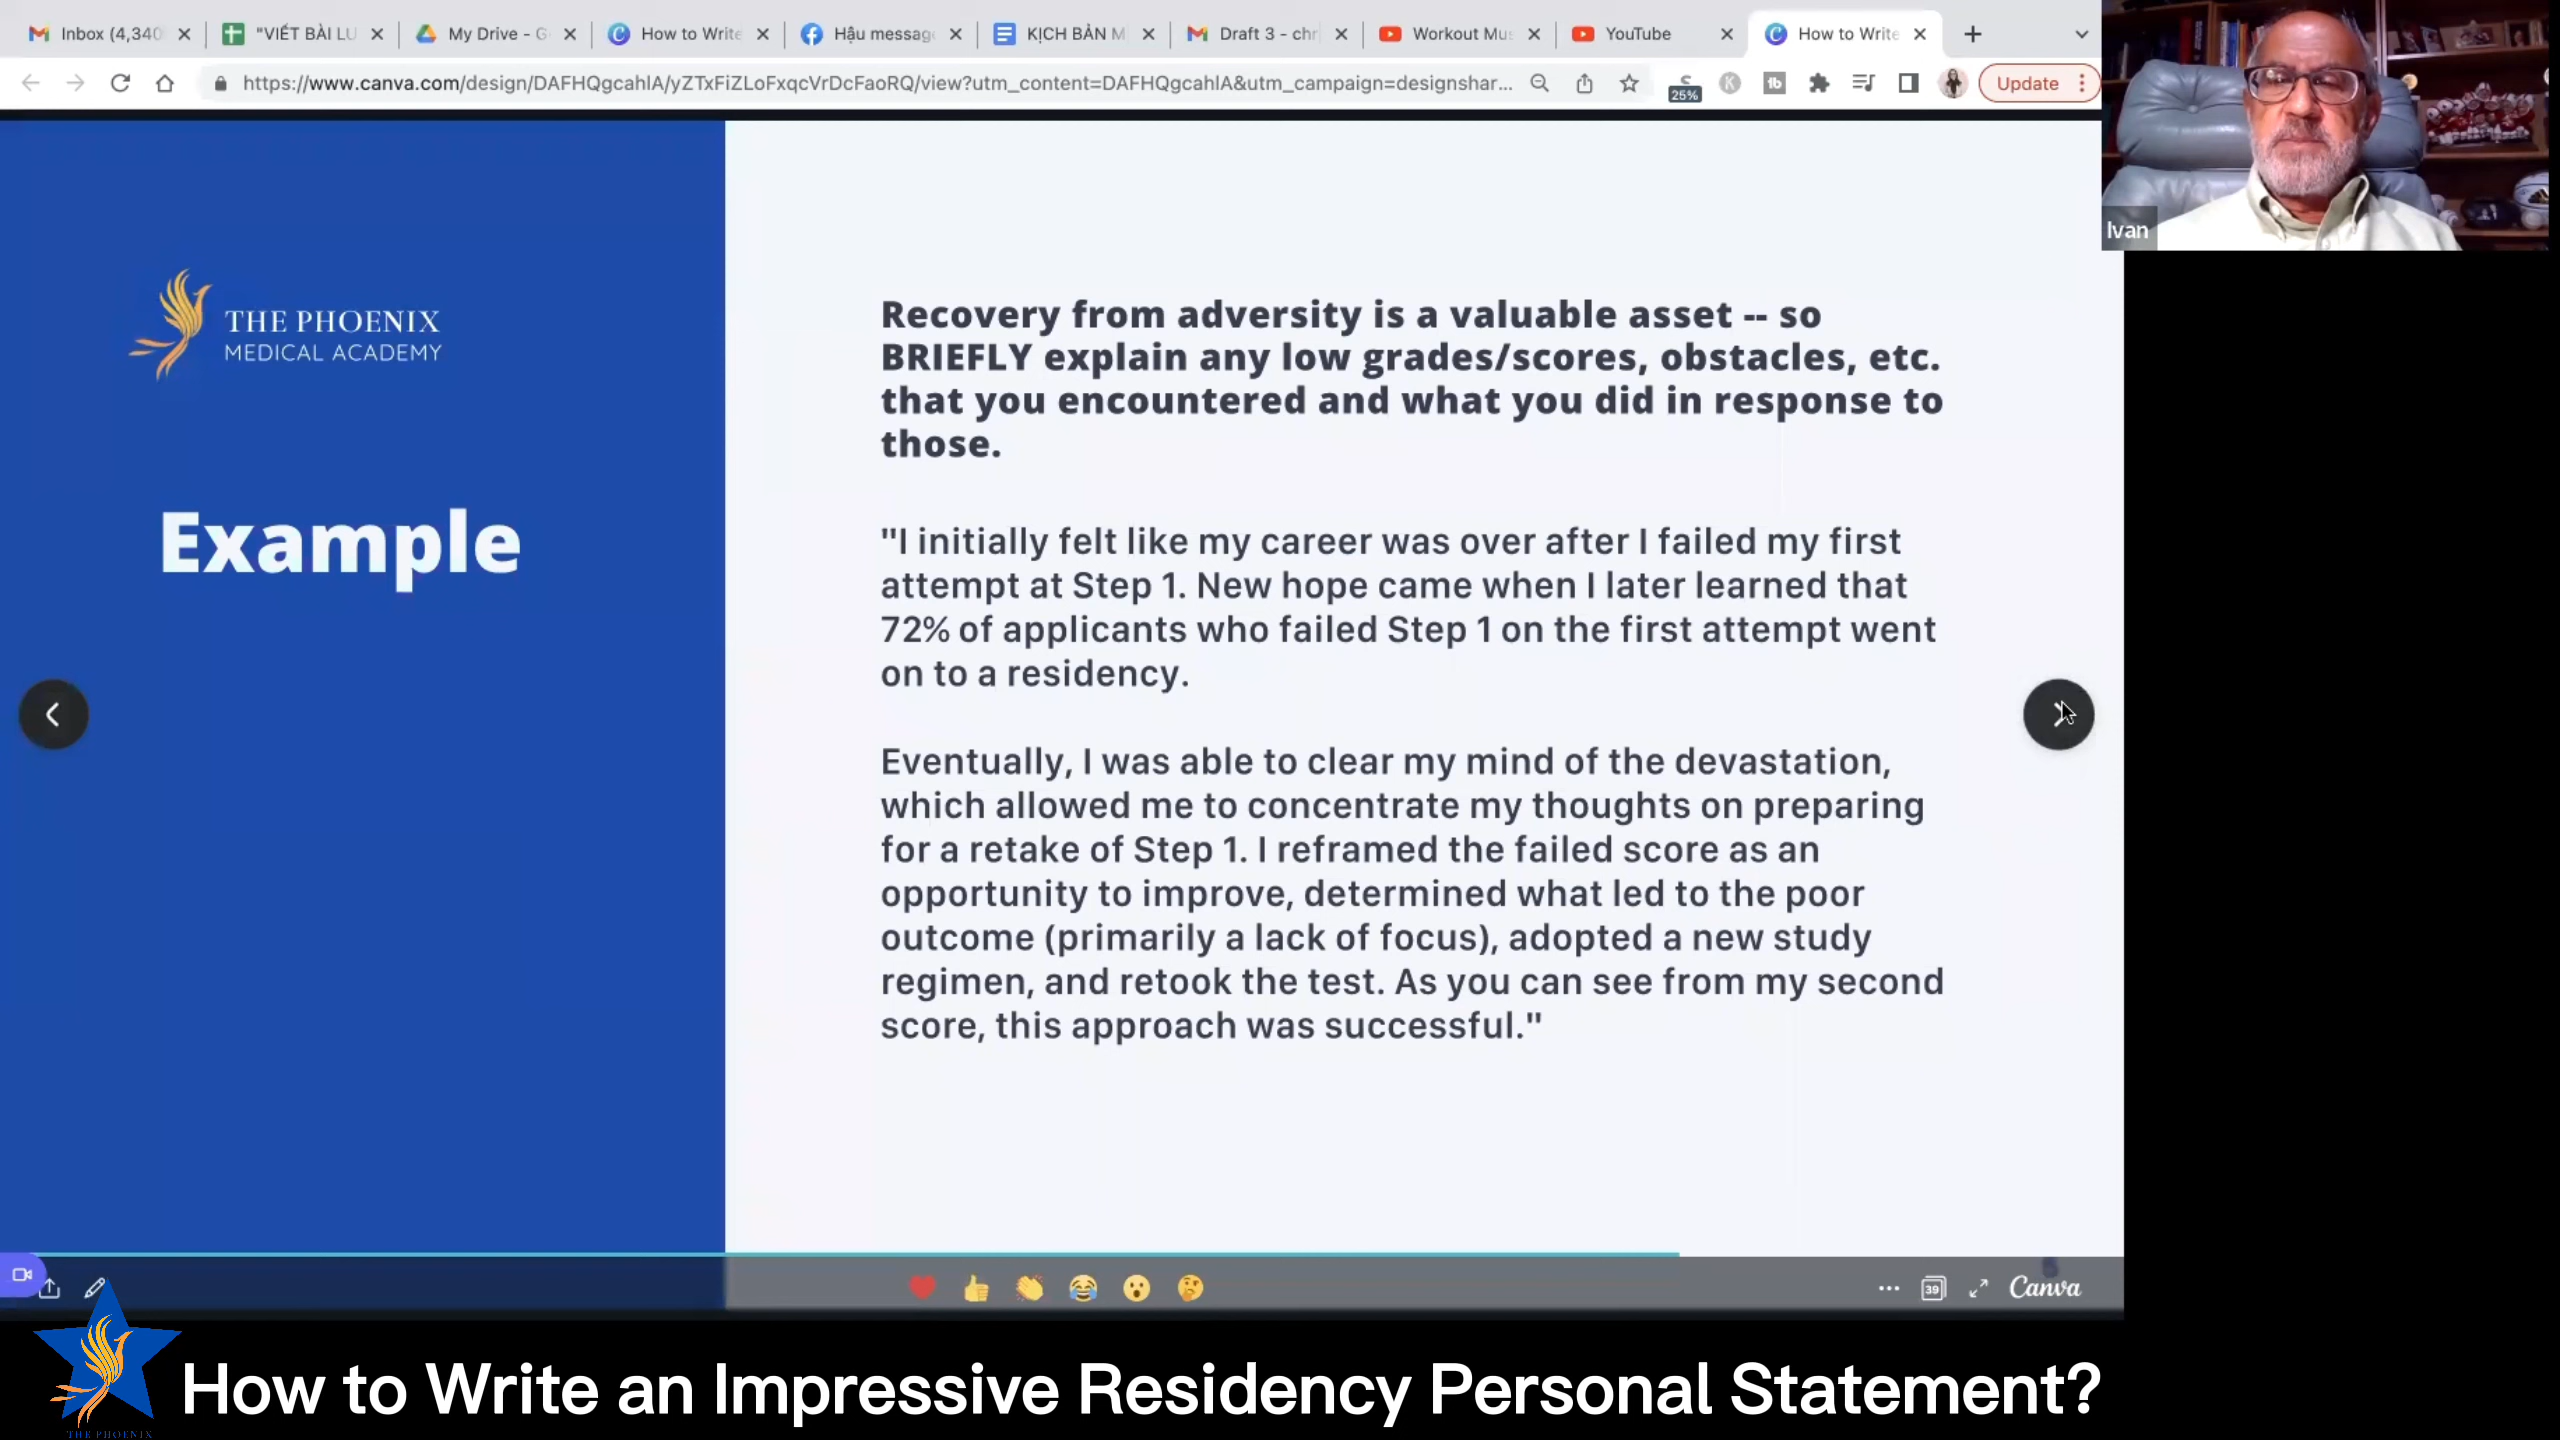 Inbox (4,340
"VIẾT BÀI LU
My Drive - G
How to Write
Hậu messag
KỊCH BẢN M
Draft 3 - chr
Workout Mus
YouTube
How to Write
https://www.canva.com/design/DAFHQgcahlA/yZTxFiZLoFxqcVrDcFaoRQ/view?utm_content=DAFHQgcahlA&utm_campaign=designshar...
25%
Update
Ivan
THE PHOENIX
MEDICAL ACADEMY
Example
Recovery from adversity is a valuable asset -- so
BRIEFLY explain any low grades/scores, obstacles, etc.
that you encountered and what you did in response to
those.
"I initially felt like my career was over after I failed my first
attempt at Step 1. New hope came when I later learned that
72% of applicants who failed Step 1 on the first attempt went
on to a residency.
Eventually, I was able to clear my mind of the devastation,
which allowed me to concentrate my thoughts on preparing
for a retake of Step 1. I reframed the failed score as an
opportunity to improve, determined what led to the poor
outcome (primarily a lack of focus), adopted a new study
regimen, and retook the test. As you can see from my second
score, this approach was successful."
39
Canva
How to Write an Impressive Residency Personal Statement?
THE PHOENIX